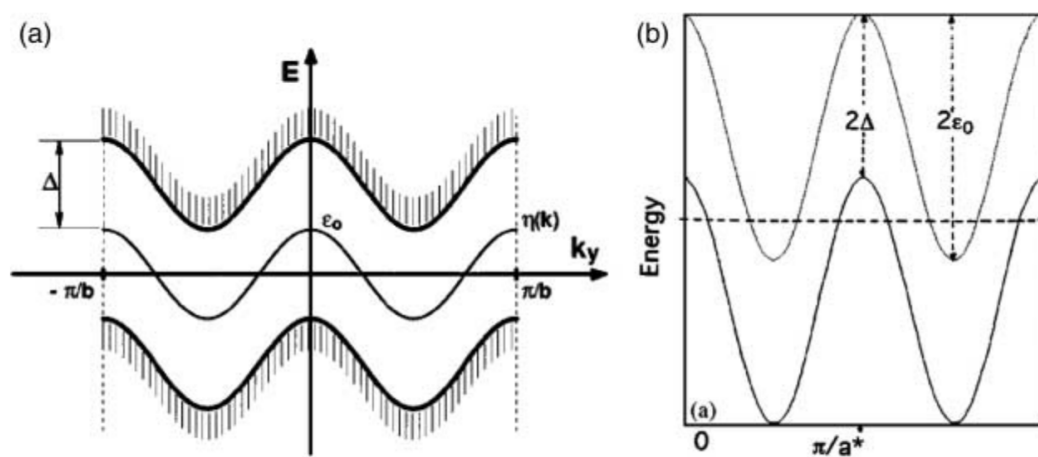 (a)
E
Δ
ε₀
η(k)
k_y
- π/b
π/b
(b)
2Δ
2ε₀
Energy
(a)
0
π/a*